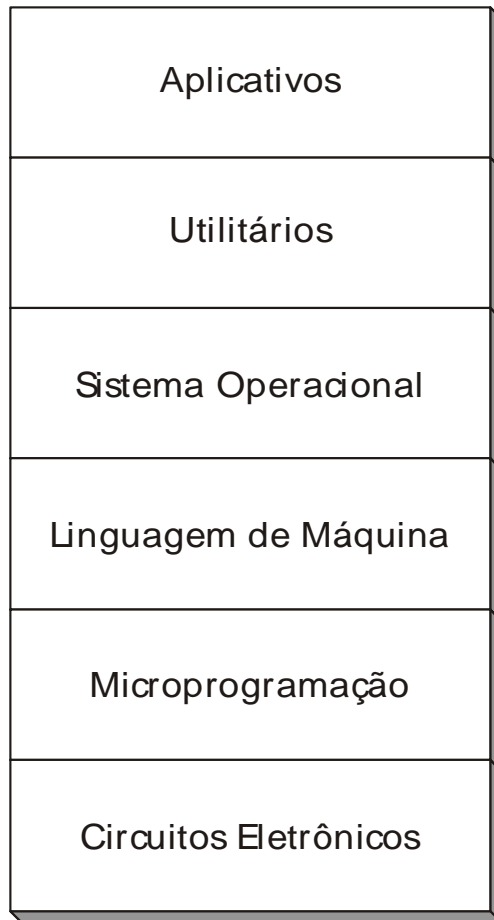 Aplicativos
Utilitários
Sistema Operacional
Linguagem de Máquina
Microprogramação
Circuitos Eletrônicos